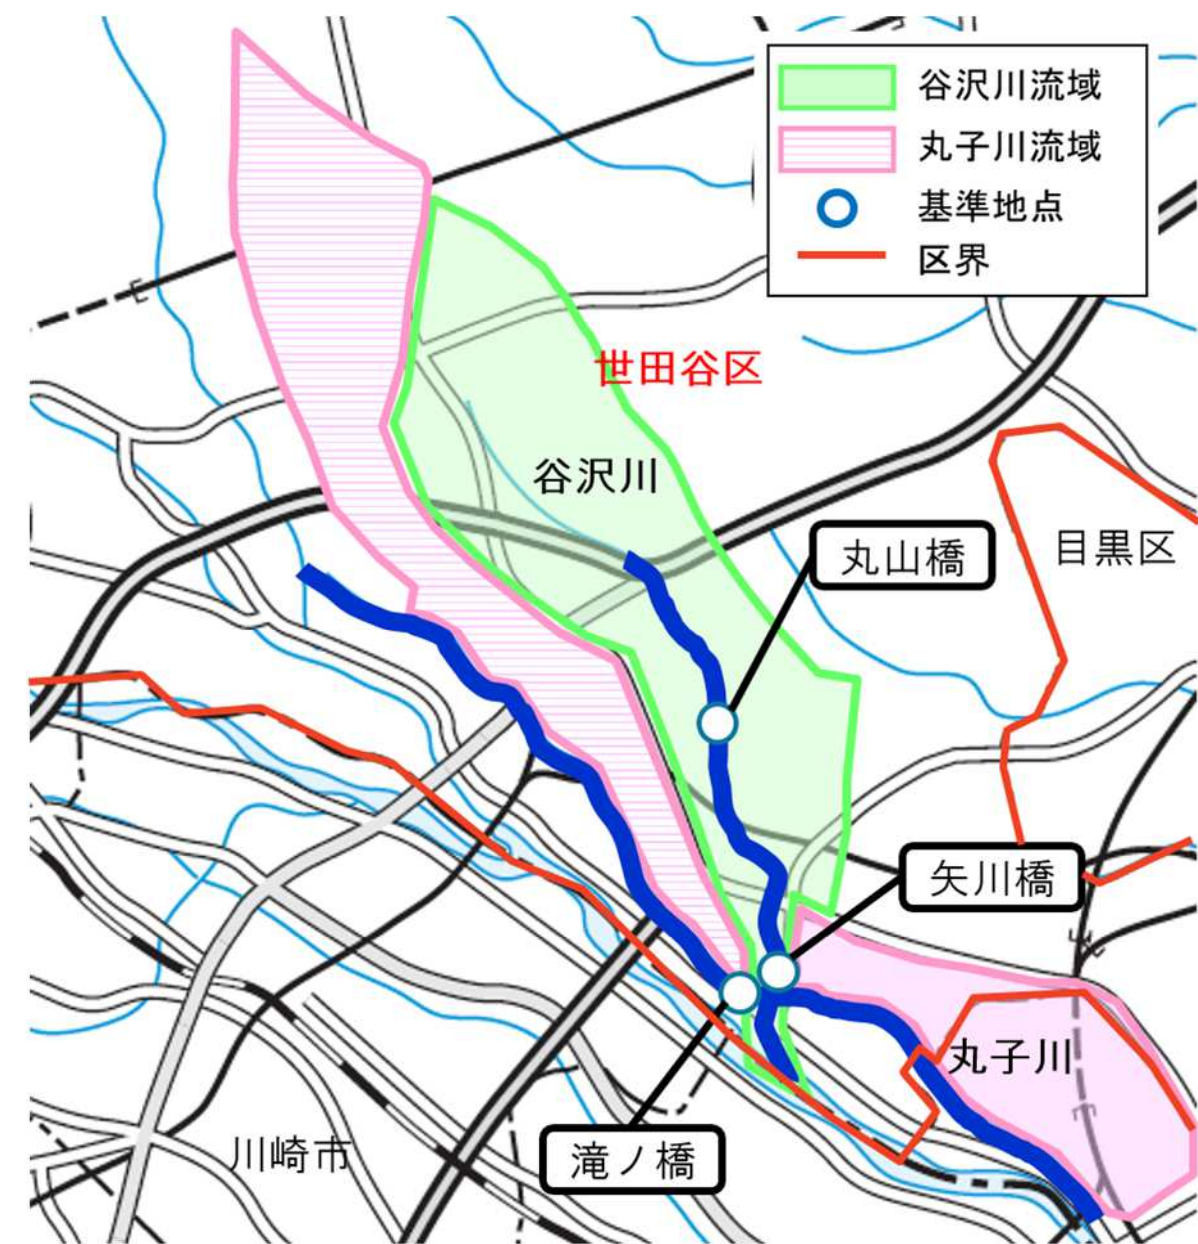 谷沢川流域
丸子川流域
基準地点
区界
世田谷区
谷沢川
丸山橋
目黒区
矢川橋
丸子川
滝ノ橋
川崎市